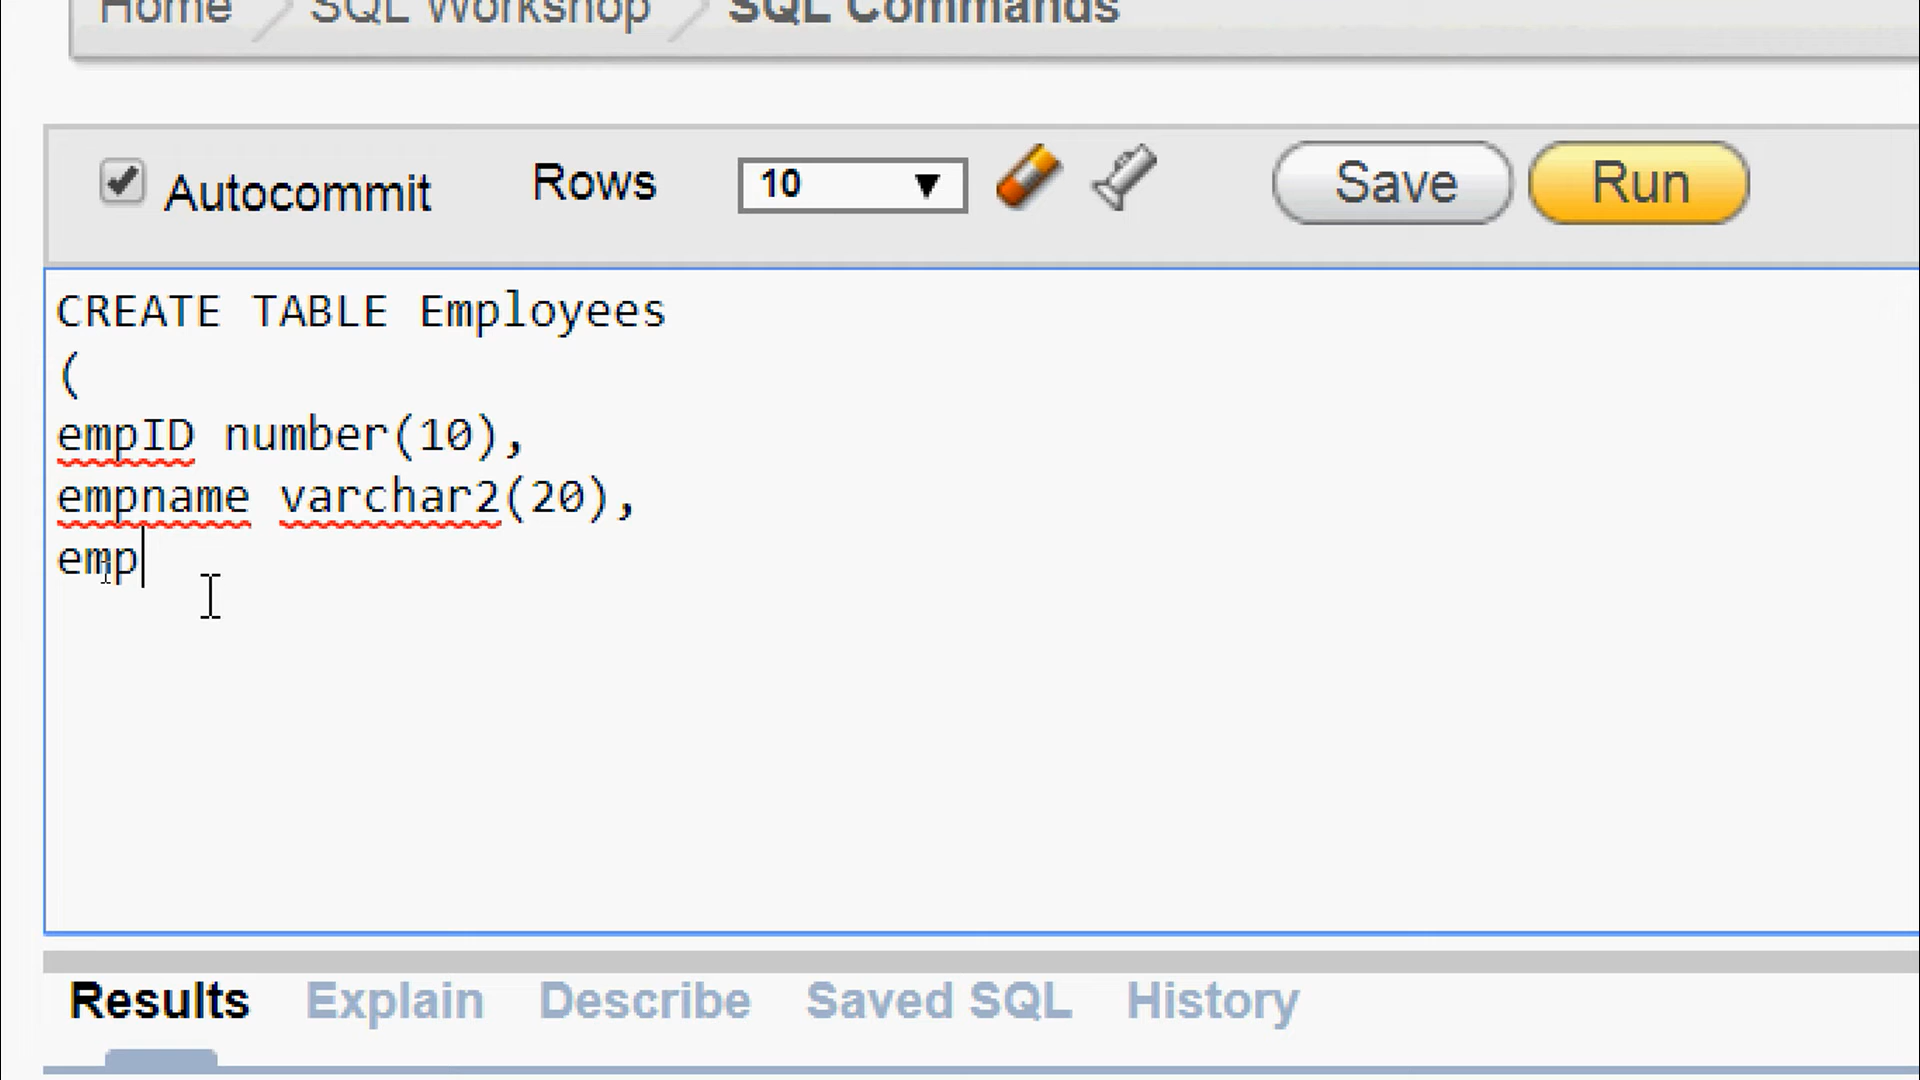 Home SQL Workshop SQL Commands
Autocommit Rows 10 Save Run
CREATE TABLE Employees
(
empID number(10),
empname varchar2(20),
emp
Results Explain Describe Saved SQL History